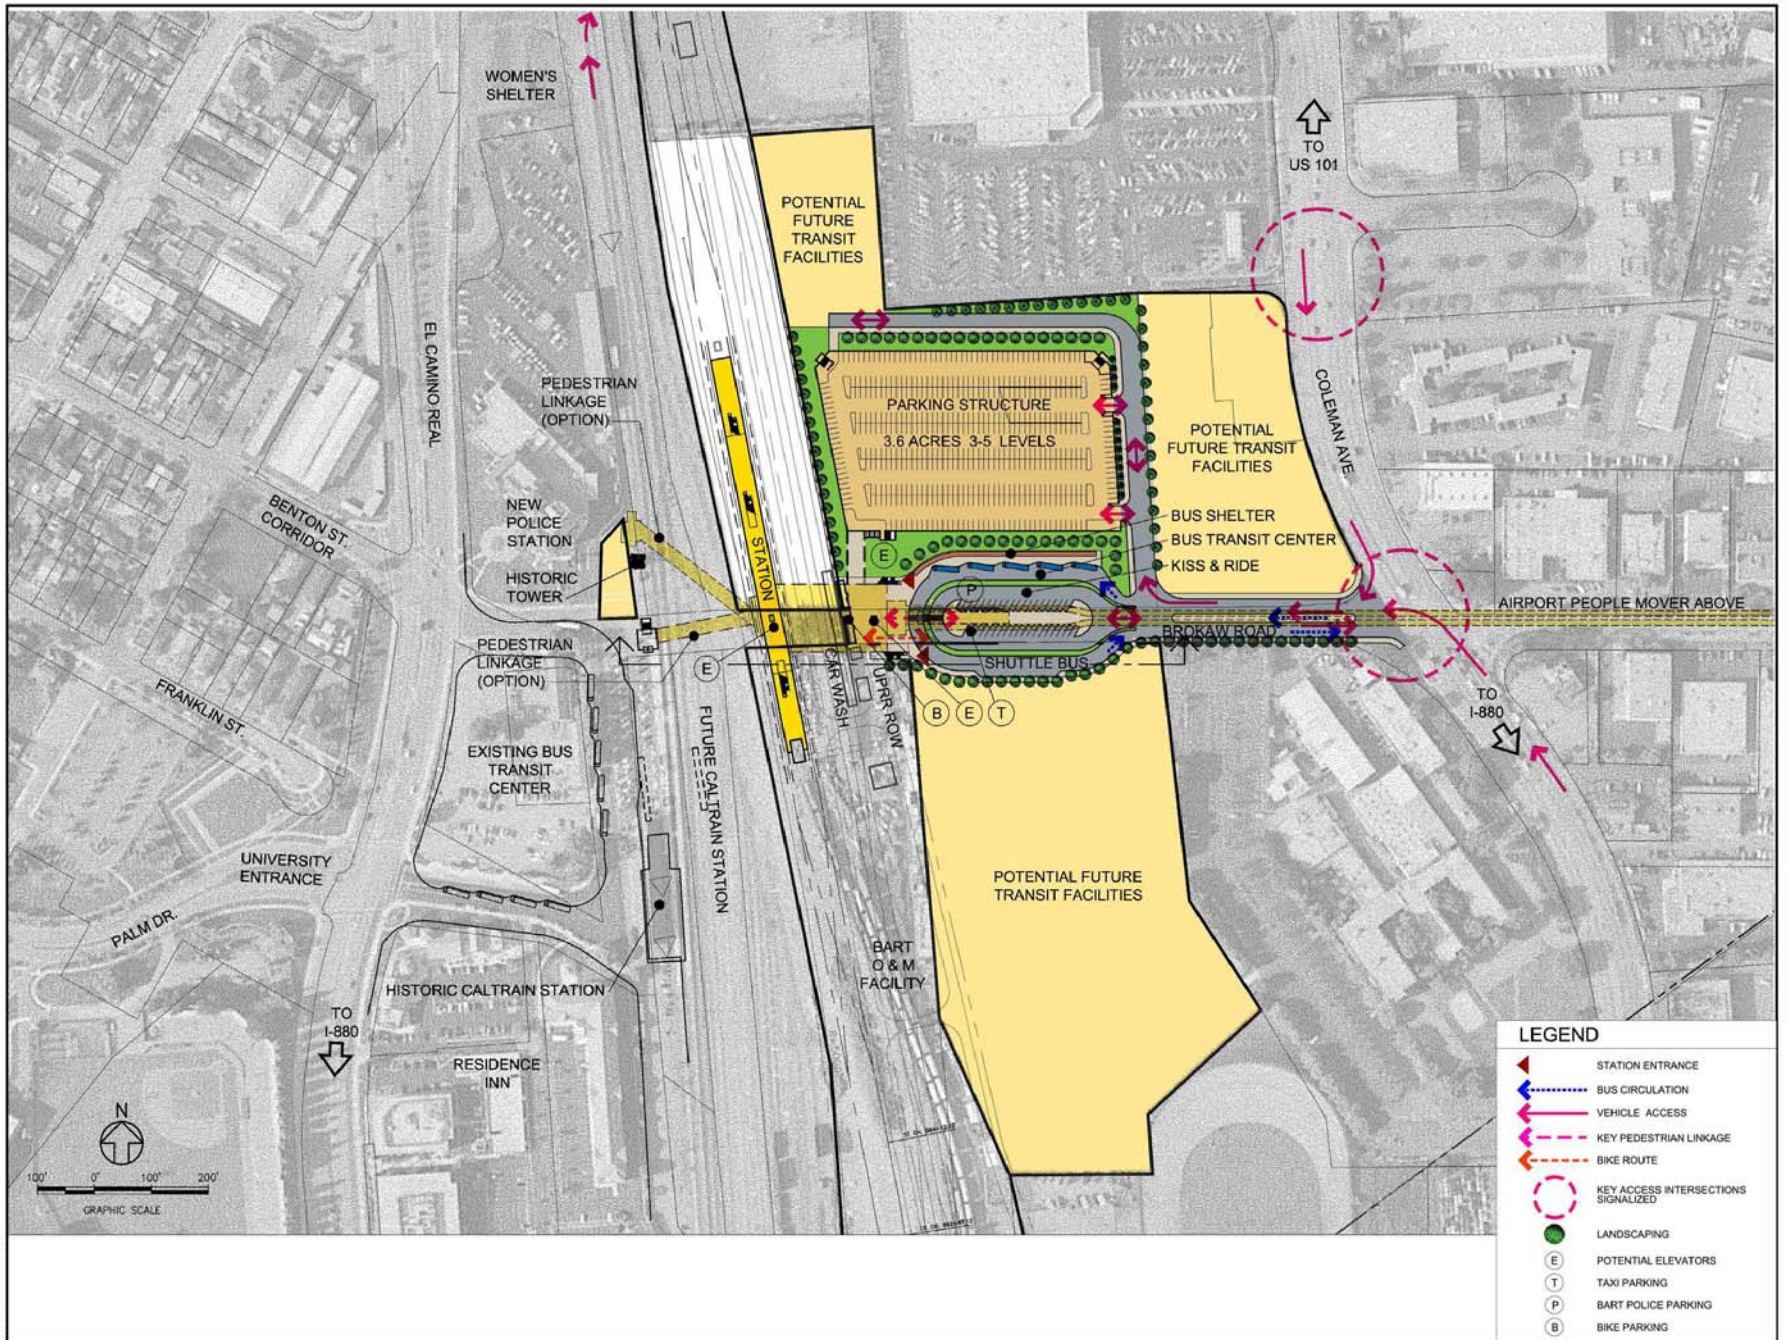 WOMEN'S
SHELTER
TO
US 101
POTENTIAL
FUTURE
TRANSIT
FACILITIES
EL CAMINO REAL
PEDESTRIAN
LINKAGE
(OPTION)
PARKING STRUCTURE
3.6 ACRES 3-5 LEVELS
COLEMAN AVE.
POTENTIAL
FUTURE TRANSIT
FACILITIES
BENTON ST.
CORRIDOR
NEW
POLICE
STATION
HISTORIC
TOWER
STATION
E
P
BUS SHELTER
BUS TRANSIT CENTER
KISS & RIDE
AIRPORT PEOPLE MOVER ABOVE
BROKAW ROAD
SHUTTLE BUS
PEDESTRIAN
LINKAGE
(OPTION)
E
CAR WASH
UPRR ROW
B
E
T
TO
I-880
FRANKLIN ST.
EXISTING BUS
TRANSIT
CENTER
FUTURE CALTRAIN STATION
UNIVERSITY
ENTRANCE
PALM DR.
POTENTIAL FUTURE
TRANSIT FACILITIES
BART
O & M
FACILITY
HISTORIC CALTRAIN STATION
TO
I-880
RESIDENCE
INN
N
100' 0' 100' 200'
GRAPHIC SCALE
LEGEND
STATION ENTRANCE
BUS CIRCULATION
VEHICLE ACCESS
KEY PEDESTRIAN LINKAGE
BIKE ROUTE
KEY ACCESS INTERSECTIONS
SIGNALIZED
LANDSCAPING
E POTENTIAL ELEVATORS
T TAXI PARKING
P BART POLICE PARKING
B BIKE PARKING